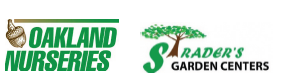 OAKLAND
NURSERIES
STRADER'S
GARDEN CENTERS